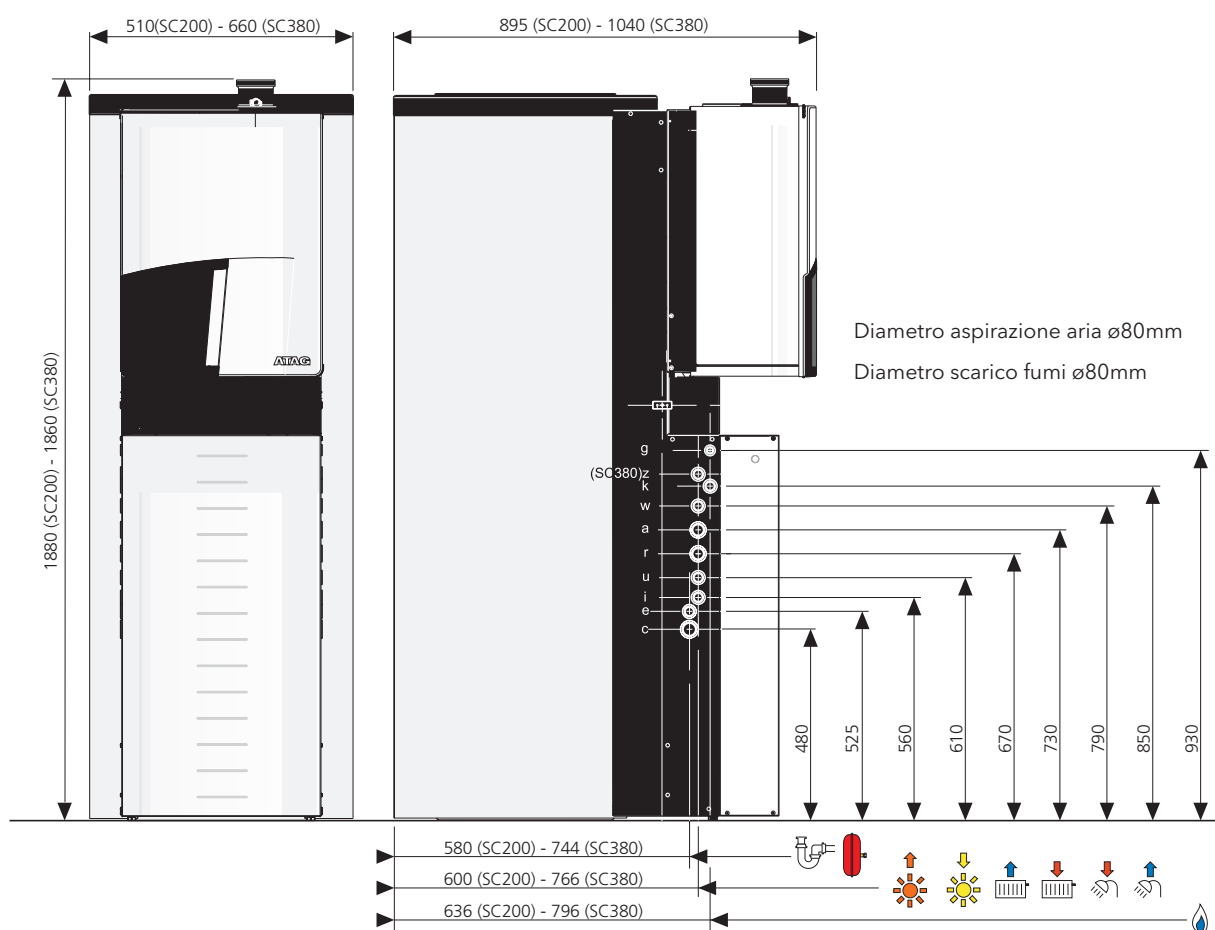 510(SC200) - 660 (SC380)
895 (SC200) - 1040 (SC380)
1880 (SC200) - 1860 (SC380)
ATAG
Diametro aspirazione aria ø80mm
Diametro scarico fumi ø80mm
g
(SC380)z
k
w
a
r
u
i
e
c
480
525
560
610
670
730
790
850
930
580 (SC200) - 744 (SC380)
600 (SC200) - 766 (SC380)
636 (SC200) - 796 (SC380)